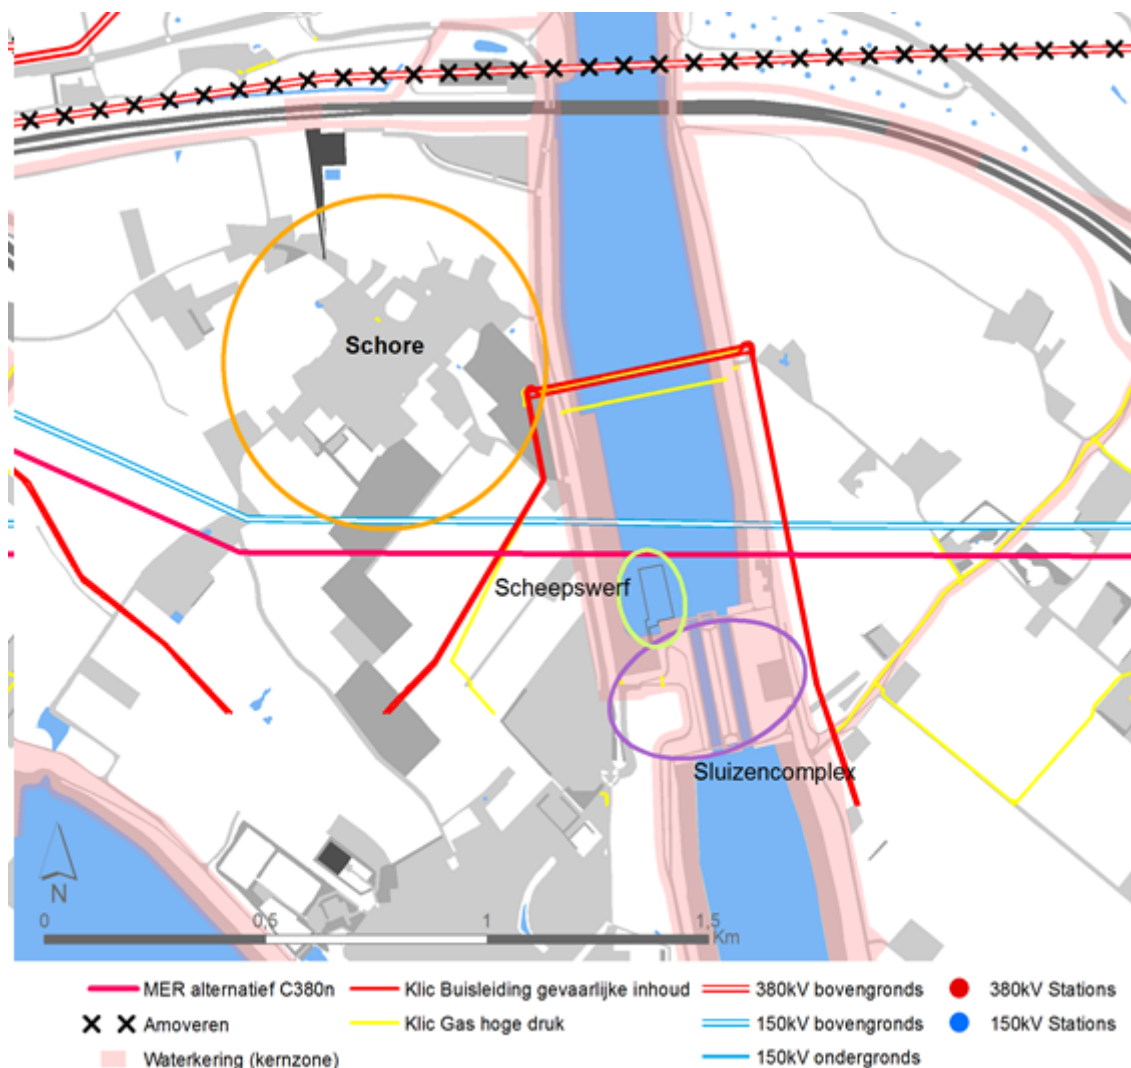 Schore
Scheepswerf
Sluizencomplex
N
0
0,5
1
1,5
Km
MER alternatief C380n
Klic Buisleiding gevaarlijke inhoud
380kV bovengronds
380kV Stations
Amoveren
Klic Gas hoge druk
150kV bovengronds
150kV Stations
Waterkering (kernzone)
150kV ondergronds